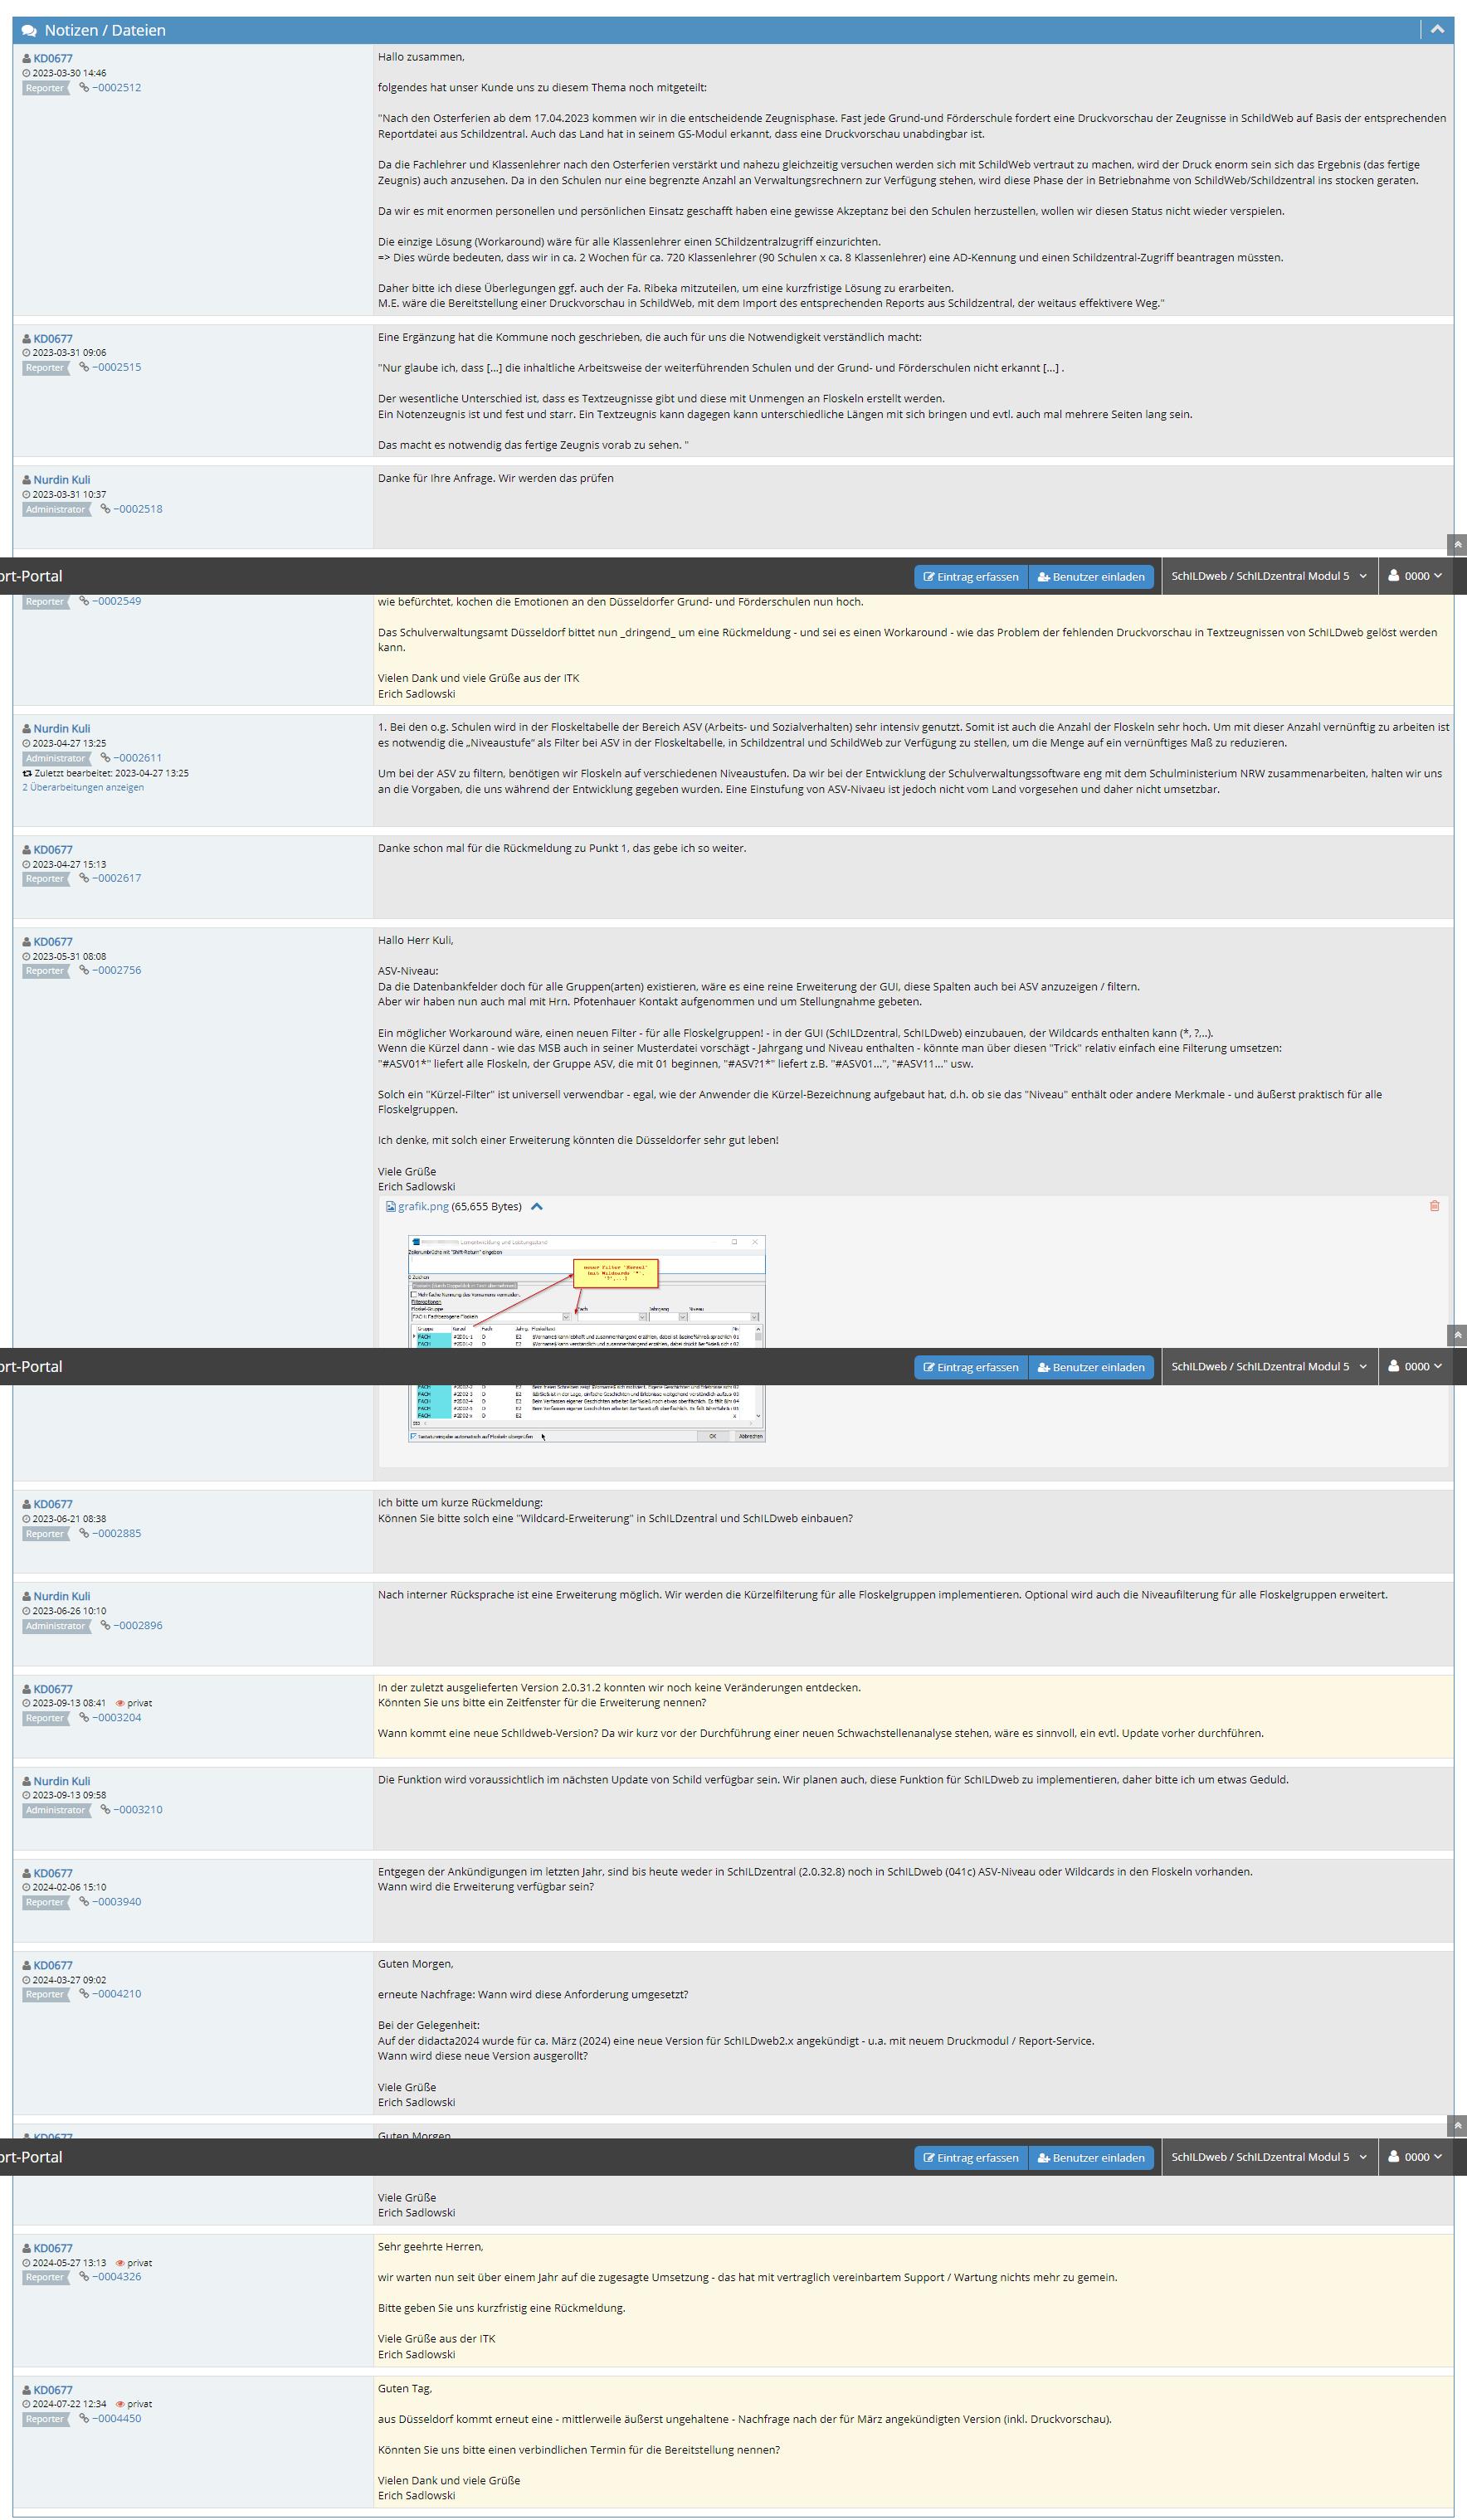 Notizen / Dateien
KD0677
2023-03-30 14:46
Reporter −0002512
Hallo zusammen,
folgendes hat unser Kunde uns zu diesem Thema noch mitgeteilt:
"Nach den Osterferien ab dem 17.04.2023 kommen wir in die entscheidende Zeugnisphase. Fast jede Grund-und Förderschule fordert eine Druckvorschau der Zeugnisse in SchildWeb auf Basis der entsprechenden
Reportdatei aus Schildzentral. Auch das Land hat in seinem GS-Modul erkannt, dass eine Druckvorschau unabdingbar ist.
Da die Fachlehrer und Klassenlehrer nach den Osterferien verstärkt und nahezu gleichzeitig versuchen werden sich mit SchildWeb vertraut zu machen, wird der Druck enorm sein sich das Ergebnis (das fertige
Zeugnis) auch anzusehen. Da in den Schulen nur eine begrenzte Anzahl an Verwaltungsrechnern zur Verfügung stehen, wird diese Phase der in Betriebnahme von SchildWeb/Schildzentral ins stocken geraten.
Da wir es mit enormen personellen und persönlichen Einsatz geschafft haben eine gewisse Akzeptanz bei den Schulen herzustellen, wollen wir diesen Status nicht wieder verspielen.
Die einzige Lösung (Workaround) wäre für alle Klassenlehrer einen SChildzentralzugriff einzurichten.
=> Dies würde bedeuten, dass wir in ca. 2 Wochen für ca. 720 Klassenlehrer (90 Schulen x ca. 8 Klassenlehrer) eine AD-Kennung und einen Schildzentral-Zugriff beantragen müssten.
Daher bitte ich diese Überlegungen ggf. auch der Fa. Ribeka mitzuteilen, um eine kurzfristige Lösung zu erarbeiten.
M.E. wäre die Bereitstellung einer Druckvorschau in SchildWeb, mit dem Import des entsprechenden Reports aus Schildzentral, der weitaus effektivere Weg."
KD0677
2023-03-31 09:06
Reporter −0002515
Eine Ergänzung hat die Kommune noch geschrieben, die auch für uns die Notwendigkeit verständlich macht:
"Nur glaube ich, dass [...] die inhaltliche Arbeitsweise der weiterführenden Schulen und der Grund- und Förderschulen nicht erkannt [...] .
Der wesentliche Unterschied ist, dass es Textzeugnisse gibt und diese mit Unmengen an Floskeln erstellt werden.
Ein Notenzeugnis ist und fest und starr. Ein Textzeugnis kann dagegen kann unterschiedliche Längen mit sich bringen und evtl. auch mal mehrere Seiten lang sein.
Das macht es notwendig das fertige Zeugnis vorab zu sehen. "
Nurdin Kuli
2023-03-31 10:37
Administrator −0002518
Danke für Ihre Anfrage. Wir werden das prüfen
ort-Portal Eintrag erfassen Benutzer einladen SchILDweb / SchILDzentral Modul 5 0000
Reporter −0002549
wie befürchtet, kochen die Emotionen an den Düsseldorfer Grund- und Förderschulen nun hoch.
Das Schulverwaltungsamt Düsseldorf bittet nun _dringend_ um eine Rückmeldung - und sei es einen Workaround - wie das Problem der fehlenden Druckvorschau in Textzeugnissen von SchILDweb gelöst werden
kann.
Vielen Dank und viele Grüße aus der ITK
Erich Sadlowski
Nurdin Kuli
2023-04-27 13:25
Administrator −0002611
Zuletzt bearbeitet: 2023-04-27 13:25
2 Überarbeitungen anzeigen
1. Bei den o.g. Schulen wird in der Floskeltabelle der Bereich ASV (Arbeits- und Sozialverhalten) sehr intensiv genutzt. Somit ist auch die Anzahl der Floskeln sehr hoch. Um mit dieser Anzahl vernünftig zu arbeiten ist
es notwendig die „Niveaustufe“ als Filter bei ASV in der Floskeltabelle, in Schildzentral und SchildWeb zur Verfügung zu stellen, um die Menge auf ein vernünftiges Maß zu reduzieren.
Um bei der ASV zu filtern, benötigen wir Floskeln auf verschiedenen Niveaustufen. Da wir bei der Entwicklung der Schulverwaltungssoftware eng mit dem Schulministerium NRW zusammenarbeiten, halten wir uns
an die Vorgaben, die uns während der Entwicklung gegeben wurden. Eine Einstufung von ASV-Nivaeu ist jedoch nicht vom Land vorgesehen und daher nicht umsetzbar.
KD0677
2023-04-27 15:13
Reporter −0002617
Danke schon mal für die Rückmeldung zu Punkt 1, das gebe ich so weiter.
KD0677
2023-05-31 08:08
Reporter −0002756
Hallo Herr Kuli,
ASV-Niveau:
Da die Datenbankfelder doch für alle Gruppen(arten) existieren, wäre es eine reine Erweiterung der GUI, diese Spalten auch bei ASV anzuzeigen / filtern.
Aber wir haben nun auch mal mit Hrn. Pfotenhauer Kontakt aufgenommen und um Stellungnahme gebeten.
Ein möglicher Workaround wäre, einen neuen Filter - für alle Floskelgruppen! - in der GUI (SchILDzentral, SchILDweb) einzubauen, der Wildcards enthalten kann (*, ?,..).
Wenn die Kürzel dann - wie das MSB auch in seiner Musterdatei vorschägt - Jahrgang und Niveau enthalten - könnte man über diesen "Trick" relativ einfach eine Filterung umsetzen:
"#ASV01*" liefert alle Floskeln, der Gruppe ASV, die mit 01 beginnen, "#ASV?1*" liefert z.B. "#ASV01...", "#ASV11..." usw.
Solch ein "Kürzel-Filter" ist universell verwendbar - egal, wie der Anwender die Kürzel-Bezeichnung aufgebaut hat, d.h. ob sie das "Niveau" enthält oder andere Merkmale - und äußerst praktisch für alle
Floskelgruppen.
Ich denke, mit solch einer Erweiterung könnten die Düsseldorfer sehr gut leben!
Viele Grüße
Erich Sadlowski
grafik.png (65,655 Bytes)
neuer Filter "Kürzel"
Filteroptionen
Floskel-Gruppe Fach Jahrgang Niveau
Gruppe Kürzel Fach Jahrg. Floskeltext
ort-Portal Eintrag erfassen Benutzer einladen SchILDweb / SchILDzentral Modul 5 0000
OK Abbrechen
KD0677
2023-06-21 08:38
Reporter −0002885
Ich bitte um kurze Rückmeldung:
Können Sie bitte solch eine "Wildcard-Erweiterung" in SchILDzentral und SchILDweb einbauen?
Nurdin Kuli
2023-06-26 10:10
Administrator −0002896
Nach interner Rücksprache ist eine Erweiterung möglich. Wir werden die Kürzelfilterung für alle Floskelgruppen implementieren. Optional wird auch die Niveaufilterung für alle Floskelgruppen erweitert.
KD0677
2023-09-13 08:41 privat
Reporter −0003204
In der zuletzt ausgelieferten Version 2.0.31.2 konnten wir noch keine Veränderungen entdecken.
Könnten Sie uns bitte ein Zeitfenster für die Erweiterung nennen?
Wann kommt eine neue SchIldweb-Version? Da wir kurz vor der Durchführung einer neuen Schwachstellenanalyse stehen, wäre es sinnvoll, ein evtl. Update vorher durchführen.
Nurdin Kuli
2023-09-13 09:58
Administrator −0003210
Die Funktion wird voraussichtlich im nächsten Update von Schild verfügbar sein. Wir planen auch, diese Funktion für SchILDweb zu implementieren, daher bitte ich um etwas Geduld.
KD0677
2024-02-06 15:10
Reporter −0003940
Entgegen der Ankündigungen im letzten Jahr, sind bis heute weder in SchILDzentral (2.0.32.8) noch in SchILDweb (041c) ASV-Niveau oder Wildcards in den Floskeln vorhanden.
Wann wird die Erweiterung verfügbar sein?
KD0677
2024-03-27 09:02
Reporter −0004210
Guten Morgen,
erneute Nachfrage: Wann wird diese Anforderung umgesetzt?
Bei der Gelegenheit:
Auf der didacta2024 wurde für ca. März (2024) eine neue Version für SchILDweb2.x angekündigt - u.a. mit neuem Druckmodul / Report-Service.
Wann wird diese neue Version ausgerollt?
Viele Grüße
Erich Sadlowski
KD0677
Guten Morgen
ort-Portal Eintrag erfassen Benutzer einladen SchILDweb / SchILDzentral Modul 5 0000
Viele Grüße
Erich Sadlowski
KD0677
2024-05-27 13:13 privat
Reporter −0004326
Sehr geehrte Herren,
wir warten nun seit über einem Jahr auf die zugesagte Umsetzung - das hat mit vertraglich vereinbartem Support / Wartung nichts mehr zu gemein.
Bitte geben Sie uns kurzfristig eine Rückmeldung.
Viele Grüße aus der ITK
Erich Sadlowski
KD0677
2024-07-22 12:34 privat
Reporter −0004450
Guten Tag,
aus Düsseldorf kommt erneut eine - mittlerweile äußerst ungehaltene - Nachfrage nach der für März angekündigten Version (inkl. Druckvorschau).
Könnten Sie uns bitte einen verbindlichen Termin für die Bereitstellung nennen?
Vielen Dank und viele Grüße
Erich Sadlowski